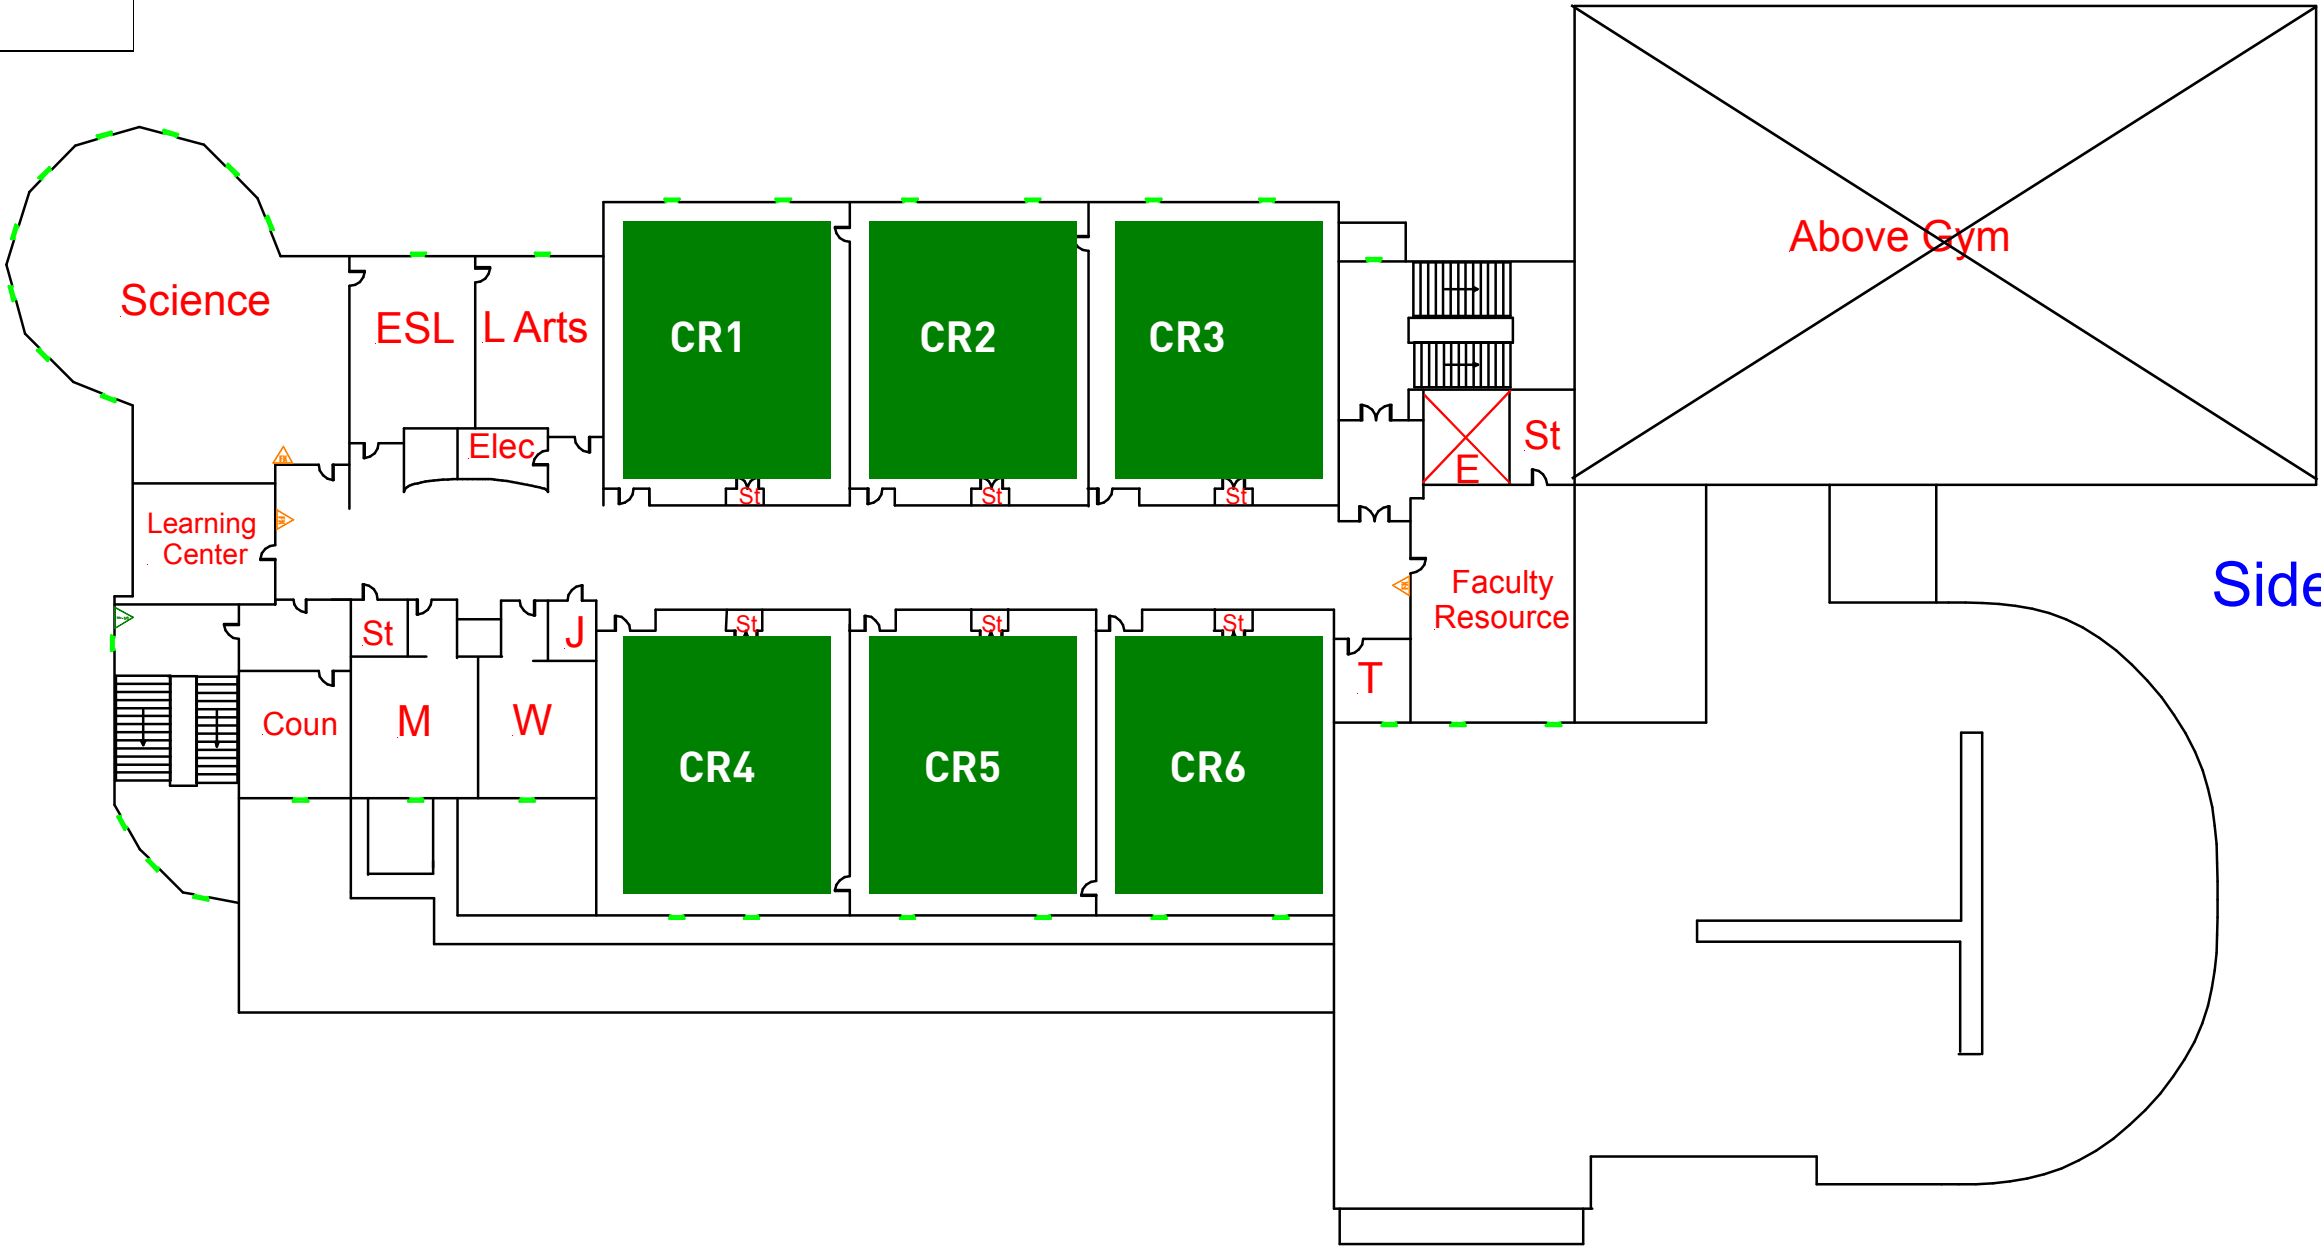 Above Gym
Science
ESL
L Arts
CR1
CR2
CR3
Elec
St
E
St
St
St
Learning
Center
Side
Faculty
Resource
St
J
St
St
St
T
Coun
M
W
CR4
CR5
CR6